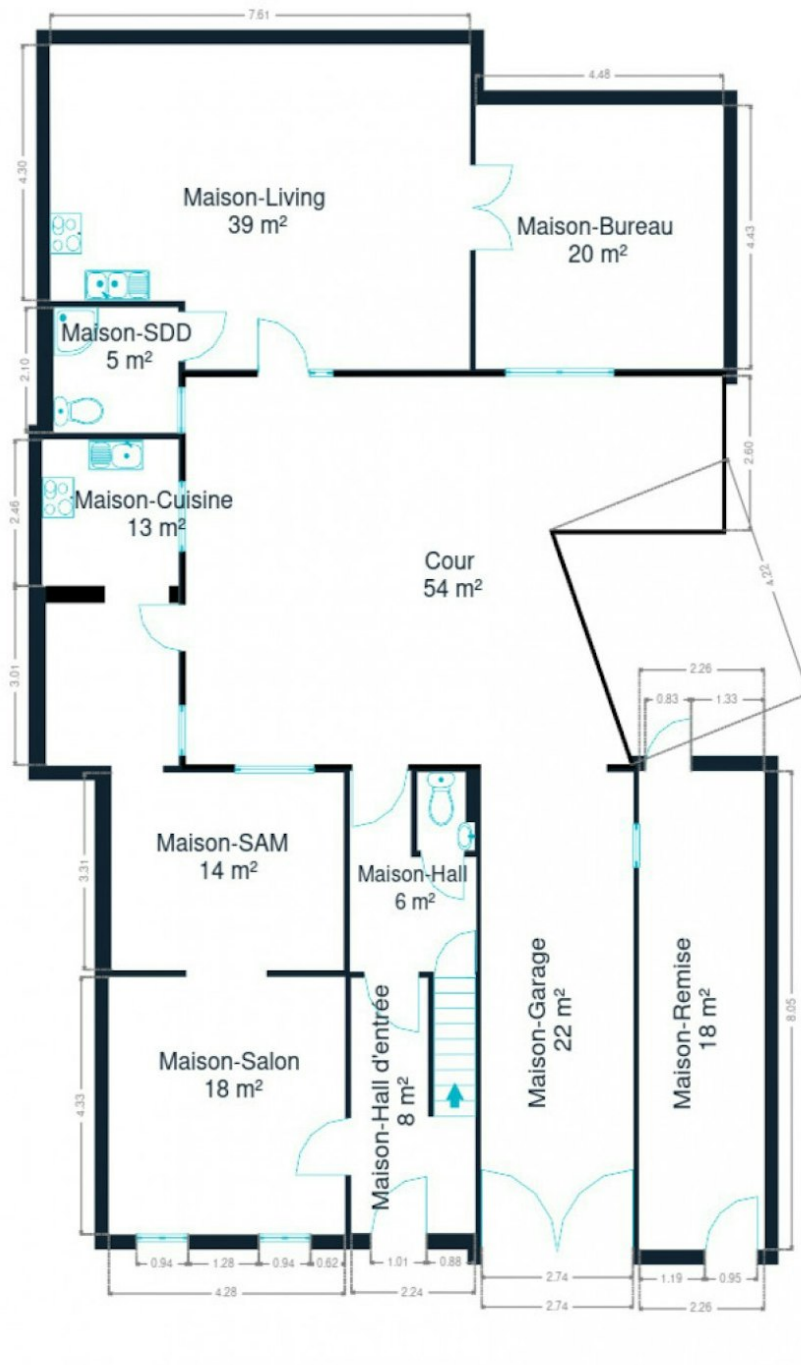 7.61
4.48
4.30
Maison-Living
39 m²
Maison-Bureau
20 m²
4.43
Maison-SDD
5 m²
2.10
2.60
2.46
Maison-Cuisine
13 m²
Cour
54 m²
4.22
3.01
2.26
0.83
1.33
Maison-SAM
14 m²
3.31
Maison-Hall
6 m²
Maison-Garage
22 m²
Maison-Remise
18 m²
8.05
Maison-Salon
18 m²
Maison-Hall d'entrée
8 m²
4.33
0.94
1.28
0.94
0.62
1.01
0.88
4.28
2.24
2.74
2.74
1.19
0.95
2.26